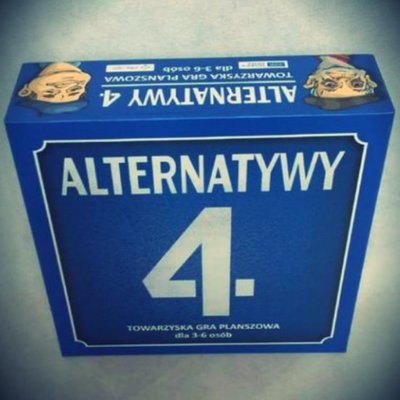 ALTERNATYWY 4.
TOWARZYSKA GRA PLANSZOWA
dla 3-6 osób
ALTERNATYWY
4.
TOWARZYSKA GRA PLANSZOWA
dla 3-6 osób